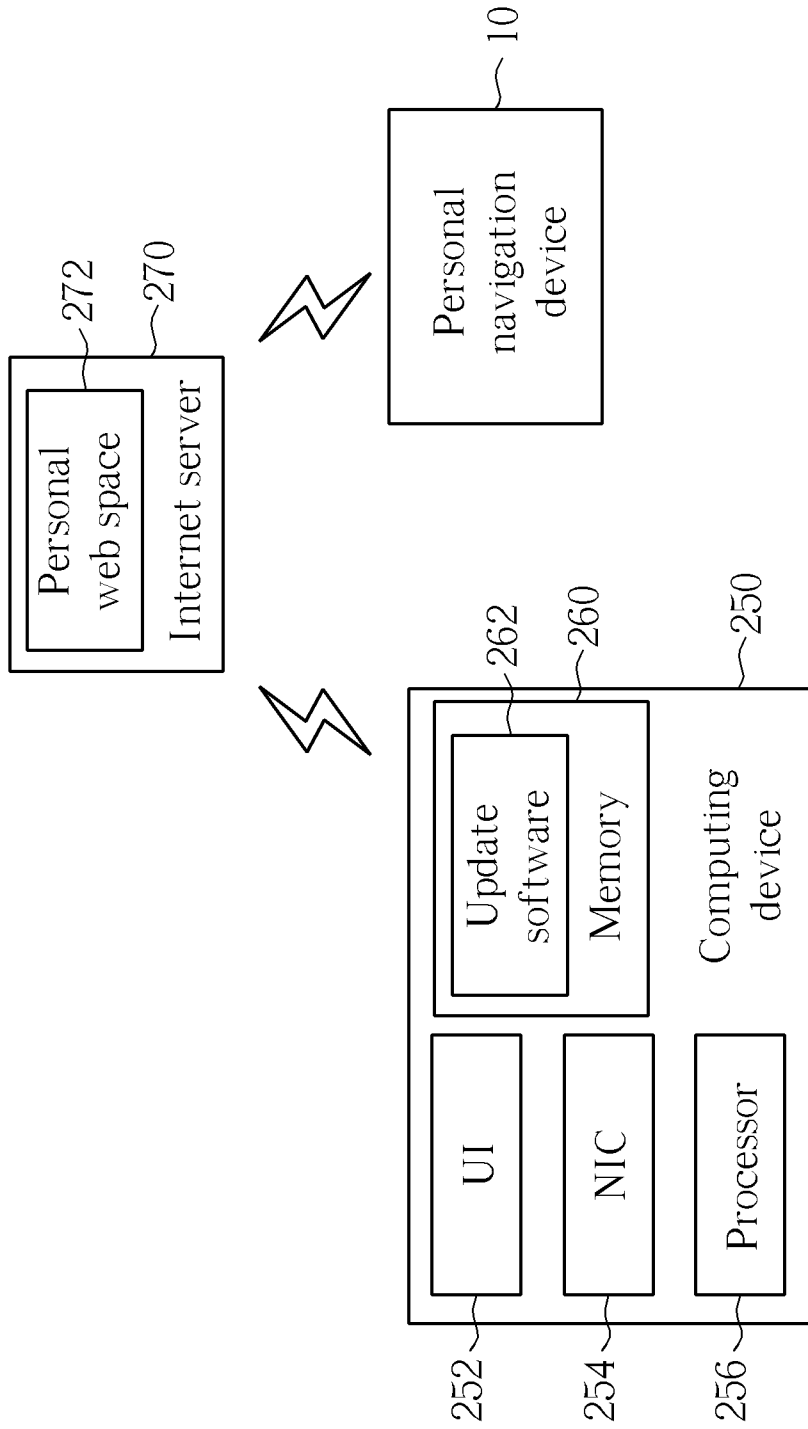 Personal
web space
272
Internet server
270
Personal
navigation
device
10
UI
252
NIC
254
Processor
256
Update
software
262
Memory
260
Computing
device
250